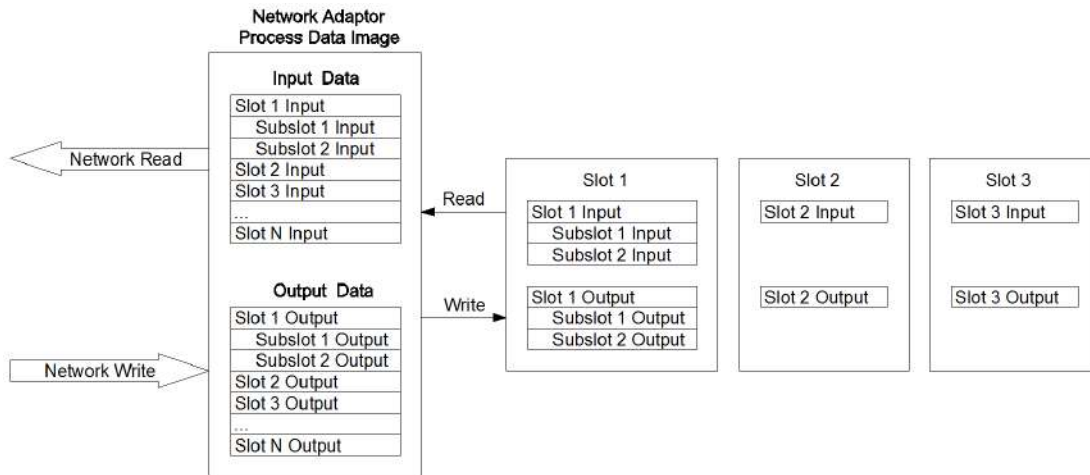 Network Adaptor
Process Data Image
Input Data
Slot 1 Input
Subslot 1 Input
Subslot 2 Input
Slot 2 Input
Slot 3 Input
...
Slot N Input
Output Data
Slot 1 Output
Subslot 1 Output
Subslot 2 Output
Slot 2 Output
Slot 3 Output
...
Slot N Output
Network Read
Network Write
Read
Write
Slot 1
Slot 1 Input
Subslot 1 Input
Subslot 2 Input
Slot 1 Output
Subslot 1 Output
Subslot 2 Output
Slot 2
Slot 2 Input
Slot 2 Output
Slot 3
Slot 3 Input
Slot 3 Output